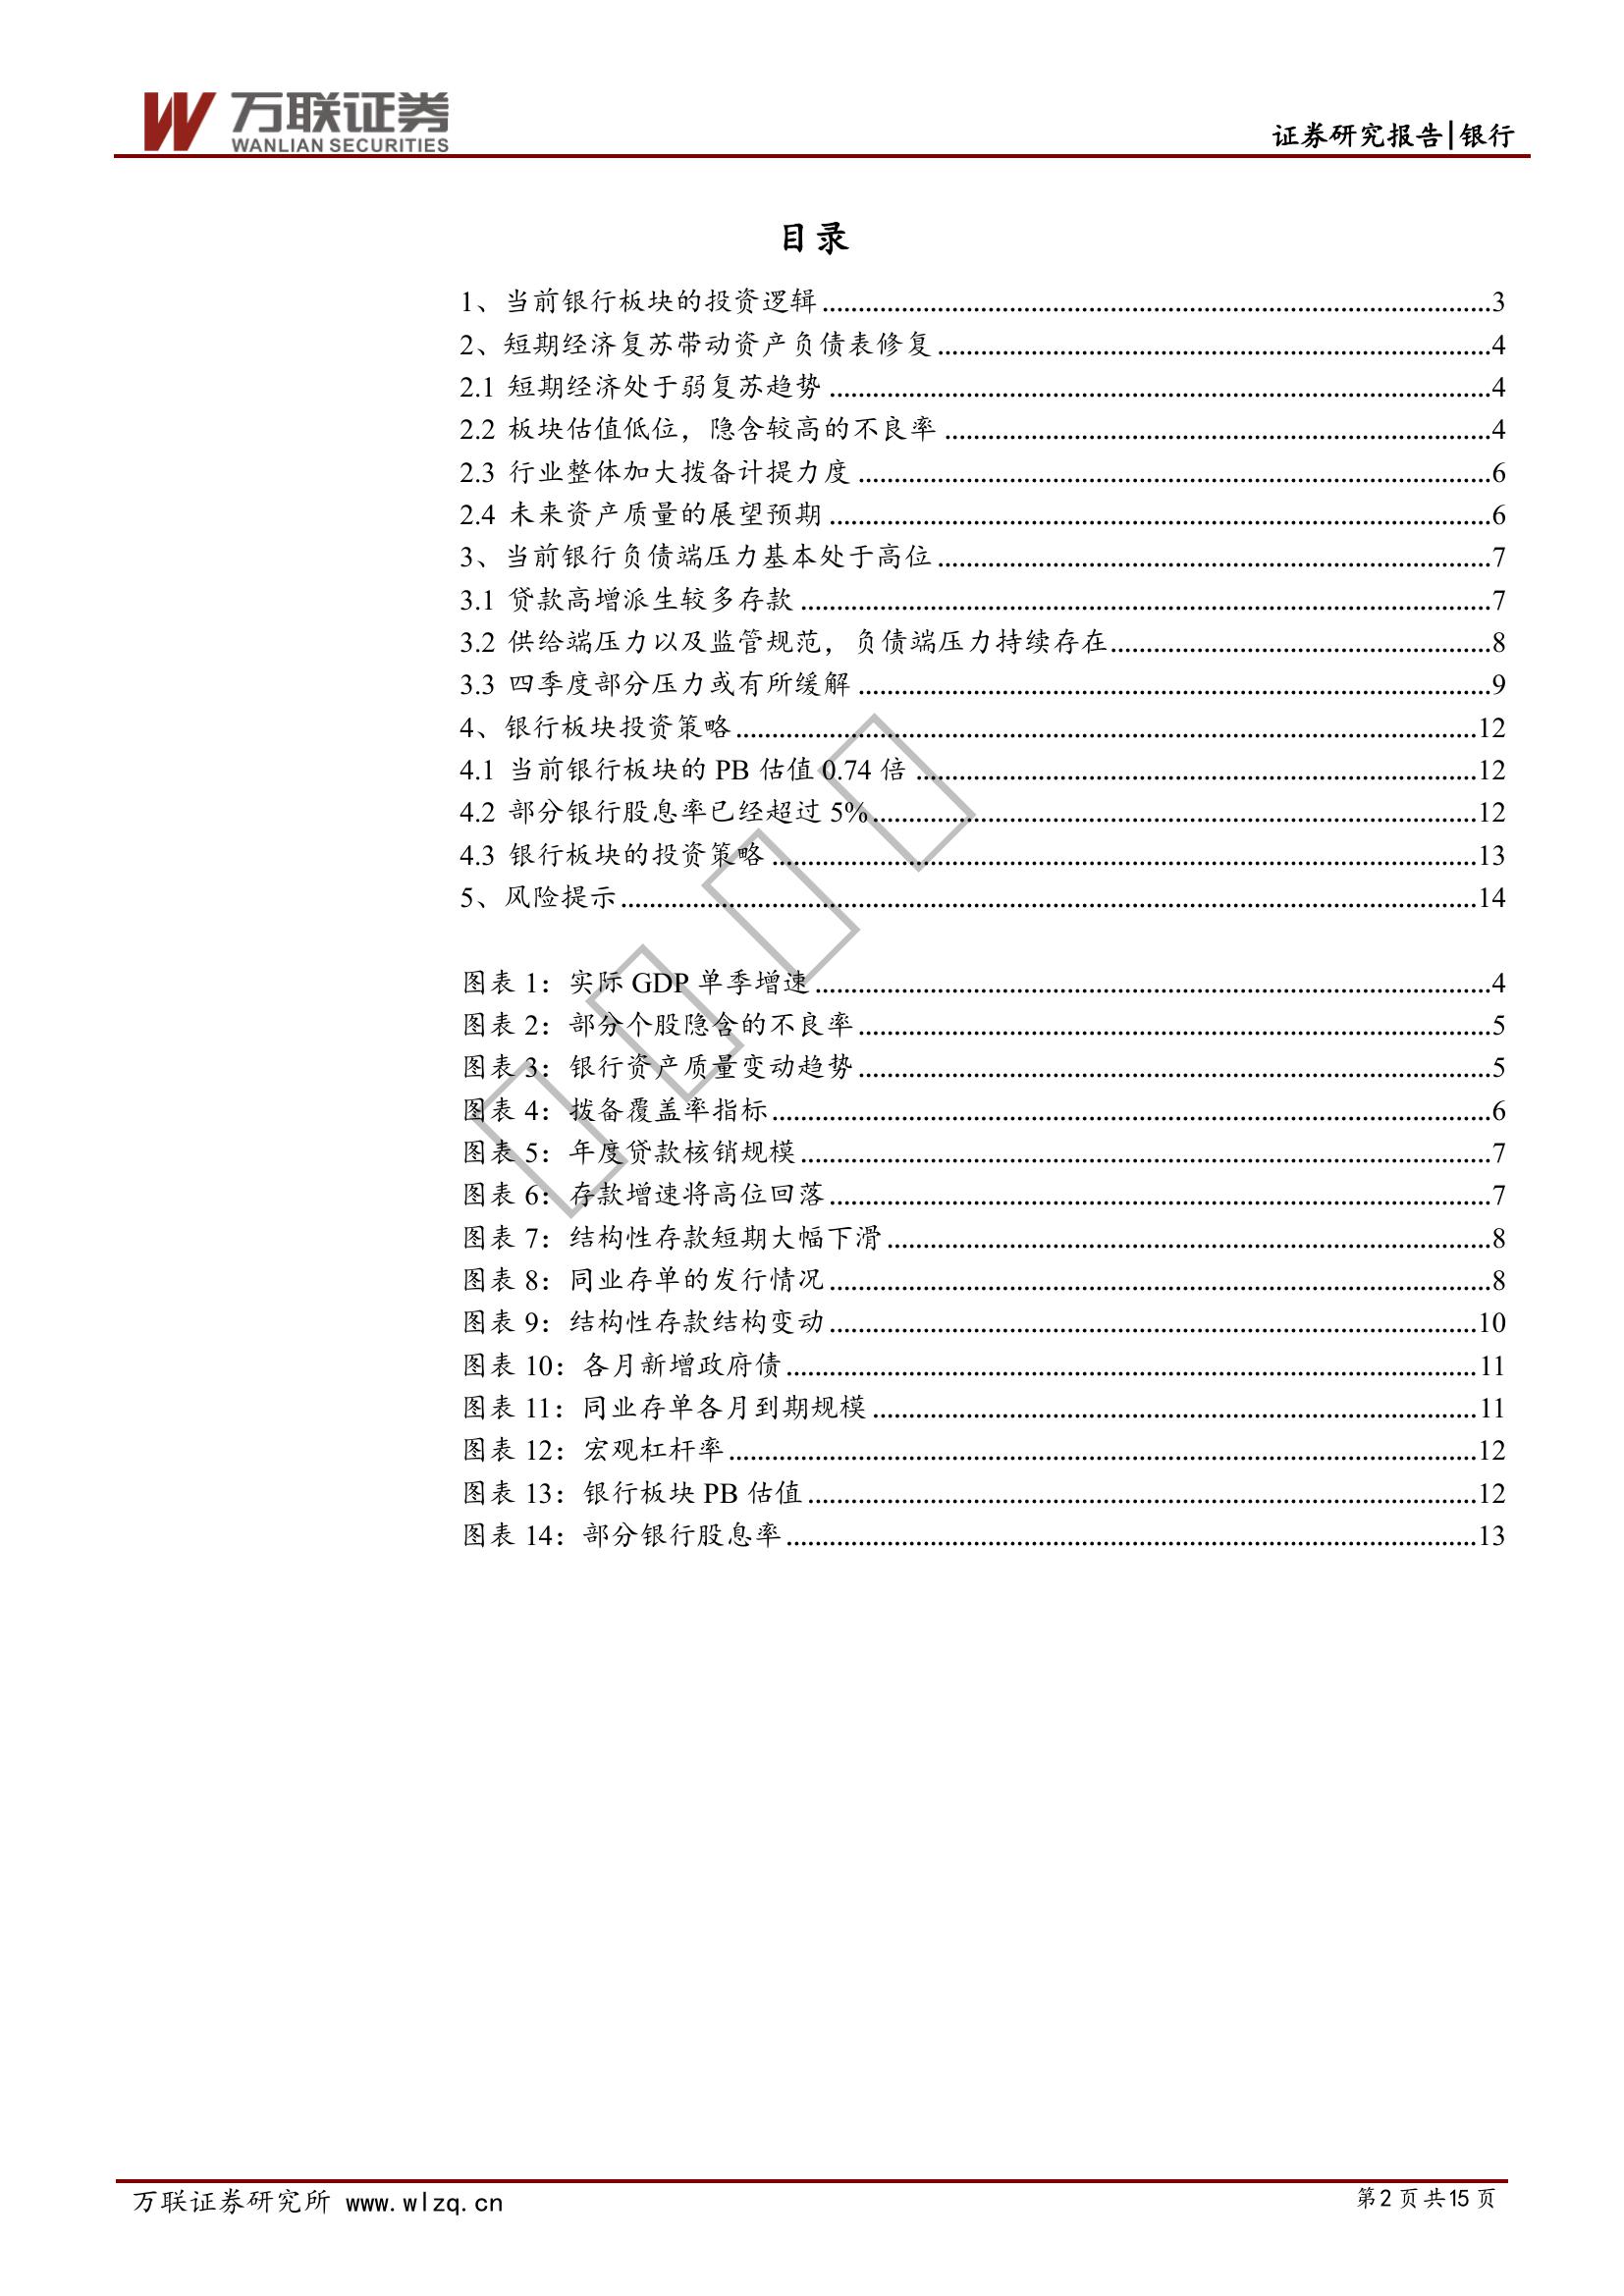 万联证券
WANLIAN SECURITIES
证券研究报告|银行
目录
1、当前银行板块的投资逻辑......3
2、短期经济复苏带动资产负债表修复......4
2.1 短期经济处于弱复苏趋势......4
2.2 板块估值低位，隐含较高的不良率......4
2.3 行业整体加大拨备计提力度......6
2.4 未来资产质量的展望预期......6
3、当前银行负债端压力基本处于高位......7
3.1 贷款高增派生较多存款......7
3.2 供给端压力以及监管规范，负债端压力持续存在......8
3.3 四季度部分压力或有所缓解......9
4、银行板块投资策略......12
4.1 当前银行板块的 PB 估值 0.74 倍......12
4.2 部分银行股息率已经超过 5%......12
4.3 银行板块的投资策略......13
5、风险提示......14
图表 1：实际 GDP 单季增速......4
图表 2：部分个股隐含的不良率......5
图表 3：银行资产质量变动趋势......5
图表 4：拨备覆盖率指标......6
图表 5：年度贷款核销规模......7
图表 6：存款增速将高位回落......7
图表 7：结构性存款短期大幅下滑......8
图表 8：同业存单的发行情况......8
图表 9：结构性存款结构变动......10
图表 10：各月新增政府债......11
图表 11：同业存单各月到期规模......11
图表 12：宏观杠杆率......12
图表 13：银行板块 PB 估值......12
图表 14：部分银行股息率......13
万联证券研究所 www.wlzq.cn
第2页共15页